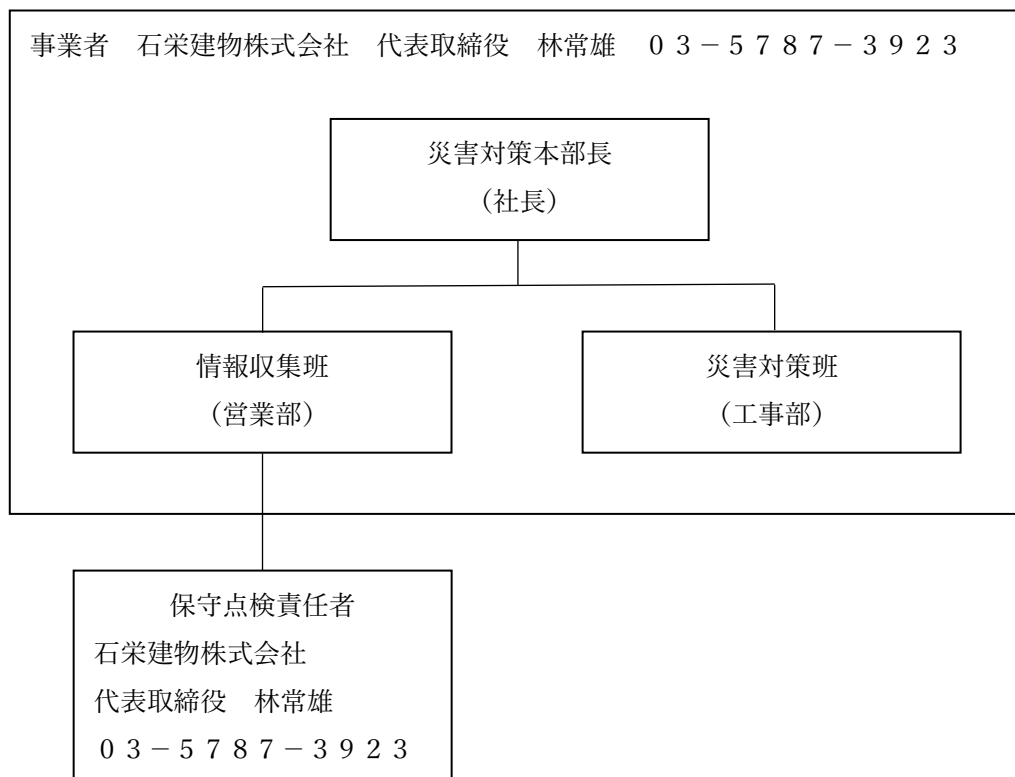 事業者　石栄建物株式会社　代表取締役　林常雄　０３－５７８７－３９２３
災害対策本部長
（社長）
情報収集班
（営業部）
災害対策班
（工事部）
保守点検責任者
石栄建物株式会社
代表取締役　林常雄
０３－５７８７－３９２３